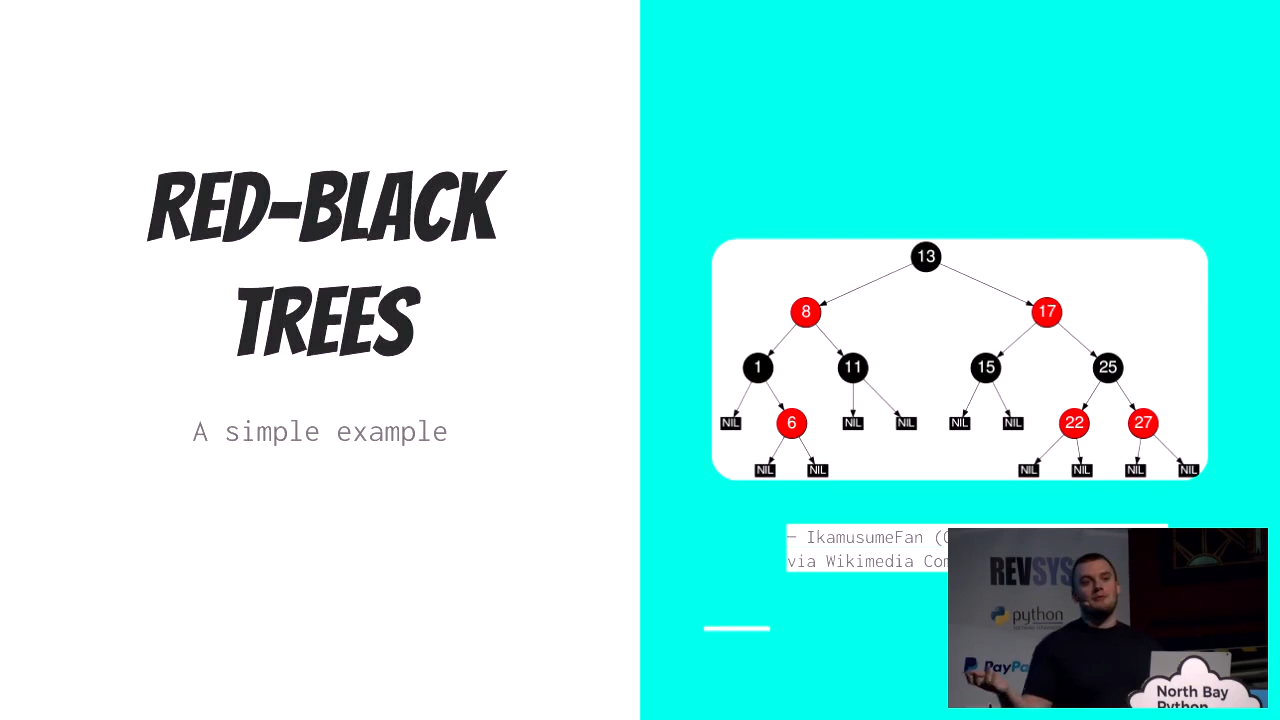 RED-BLACK
TREES
A simple example
13
8
17
1
11
15
25
NIL
6
NIL
NIL
NIL
NIL
22
27
NIL
NIL
NIL
NIL
NIL
NIL
— IkamusumeFan (
via Wikimedia
REVSYS
python
North Bay
Python